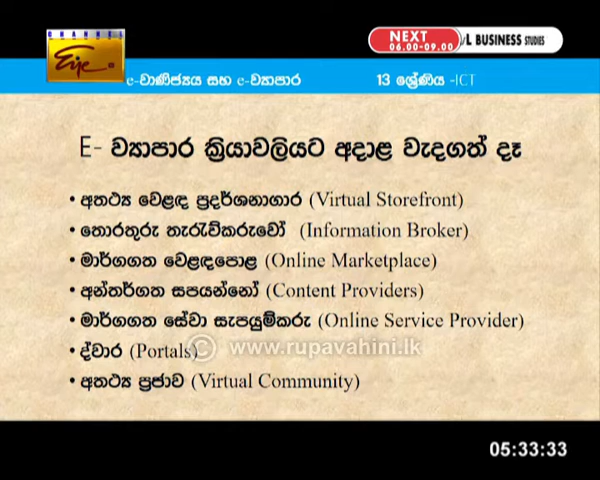 CHANNEL
Eye
NEXT
06.00-09.00
/L BUSINESS STUDIES
e-වාණිජ්‍යය සහ e-ව්‍යාපාර
13 ශ්‍රේණිය -ICT
E- ව්‍යාපාර ක්‍රියාවලියට අදාළ වැදගත් දෑ
• අතථ්‍ය වෙළඳ ප්‍රදර්ශනාගාර (Virtual Storefront)
• තොරතුරු තැරැව්කරුවෝ (Information Broker)
• මාර්ගගත වෙළඳපොළ (Online Marketplace)
• අන්තර්ගත සපයන්නෝ (Content Providers)
• මාර්ගගත සේවා සැපයුම්කරු (Online Service Provider)
• ද්වාර (Portals)
© www.rupavahini.lk
• අතථ්‍ය ප්‍රජාව (Virtual Community)
05:33:33